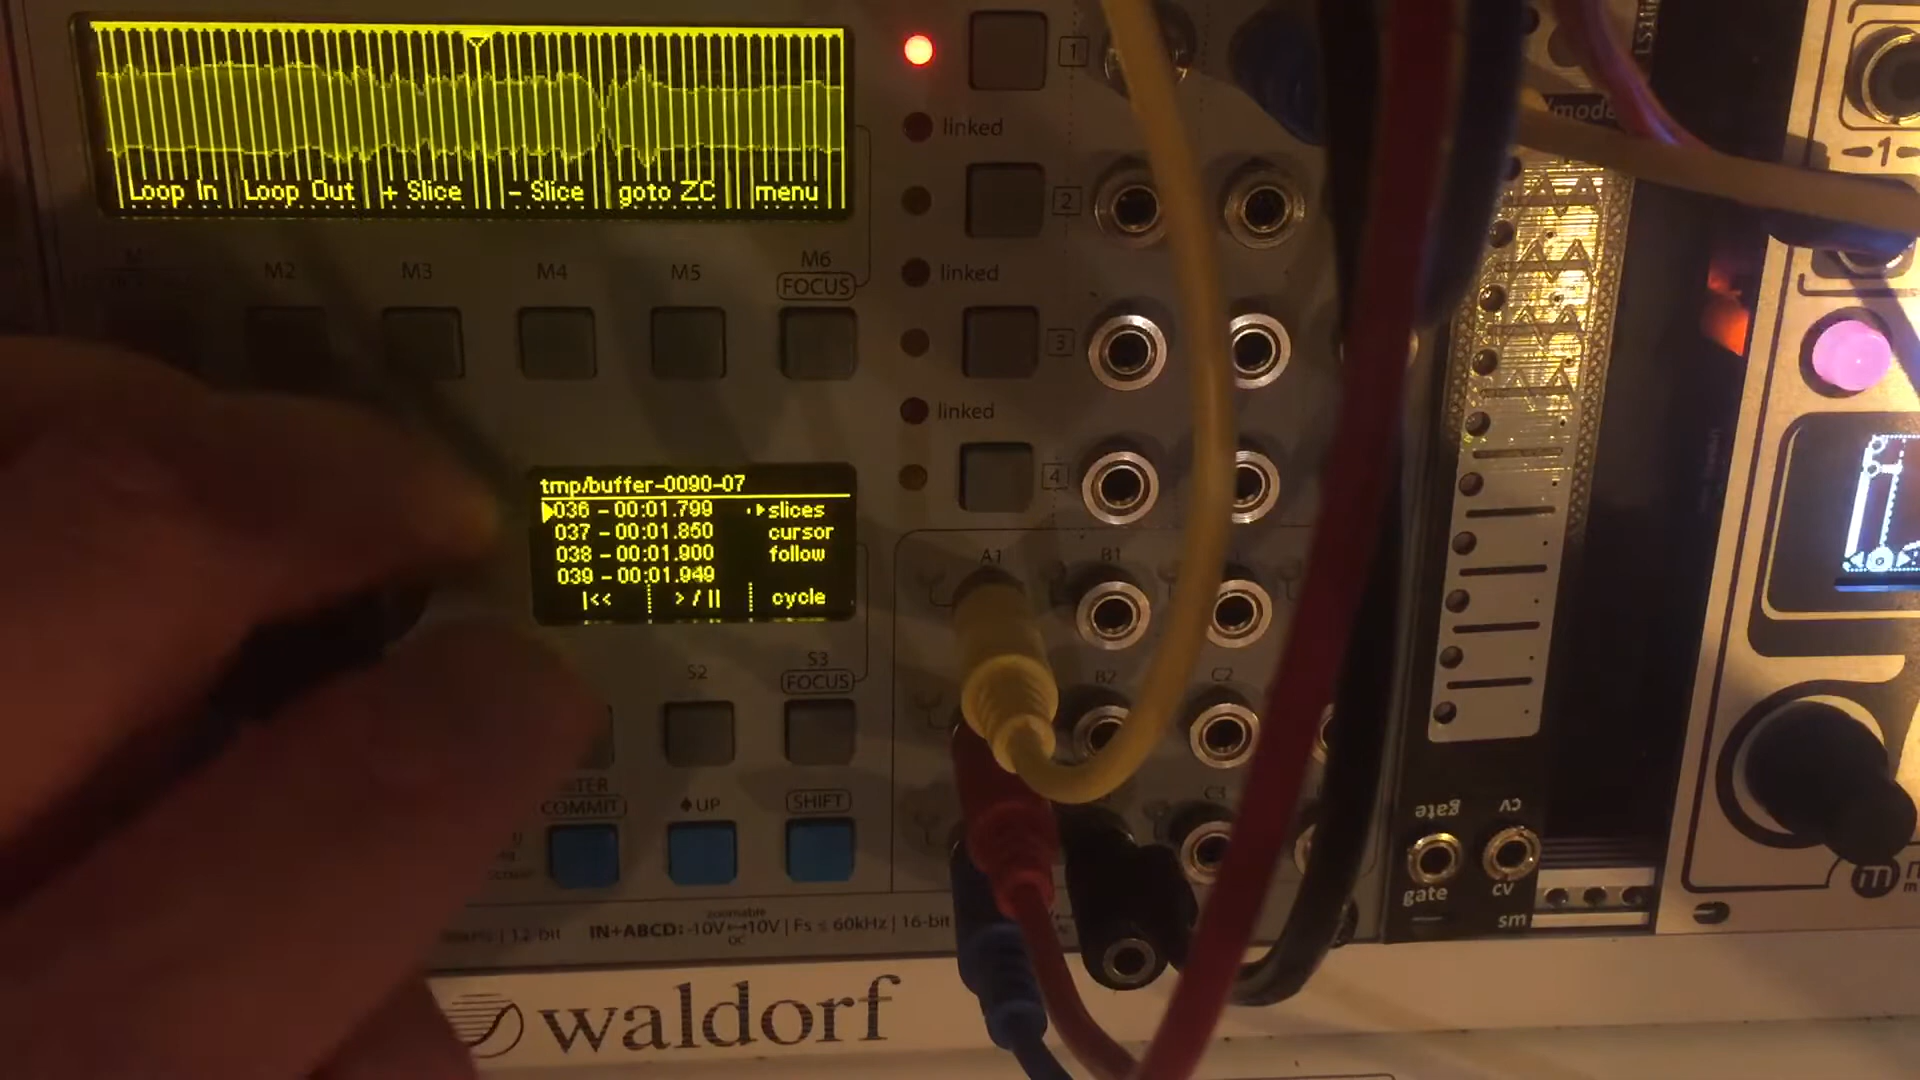 Loop In Loop Out + Slice - Slice goto ZC menu
M2 M3 M4 M5 M6
FOCUS
1
linked
2
linked
3
linked
4
tmp/buffer-0090-07
036 - 00:01.799 slices
037 - 00:01.850 cursor
038 - 00:01.900 follow
039 - 00:01.949
|<< > / || cycle
S2 S3
FOCUS
COMMIT UP SHIFT
A1 B1
B2 C2
C3
zoomable
12-bit IN+ABCD: -10V↔10V | Fs ≤ 60kHz | 16-bit
DC
waldorf
gate cv
gate cv
sm
1